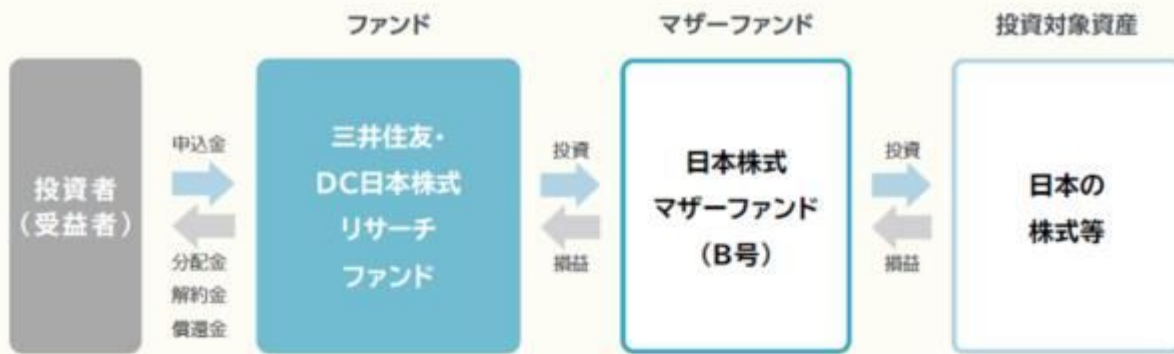 ファンド
マザーファンド
投資対象資産
投資者
（受益者）
申込金
分配金
解約金
償還金
三井住友・
DC日本株式
リサーチ
ファンド
投資
損益
日本株式
マザーファンド
（B号）
投資
損益
日本の
株式等